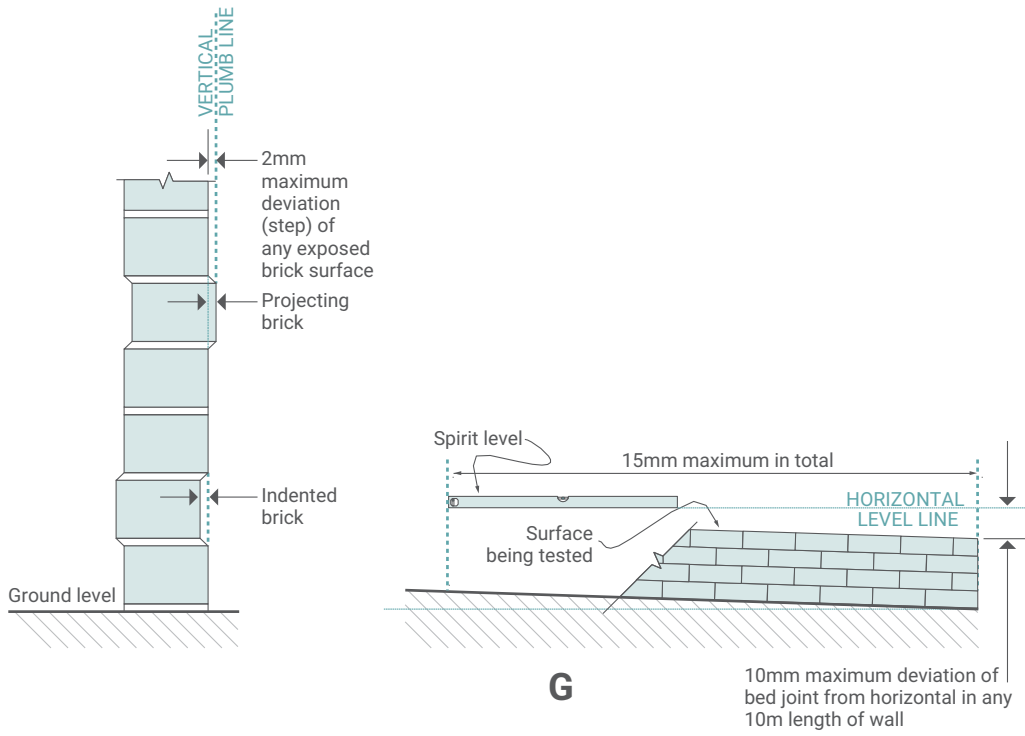 VERTICAL
PLUMB LINE
2mm
maximum
deviation
(step) of
any exposed
brick surface
Projecting
brick
Indented
brick
Ground level
Spirit level
15mm maximum in total
HORIZONTAL
LEVEL LINE
Surface
being tested
G
10mm maximum deviation of
bed joint from horizontal in any
10m length of wall